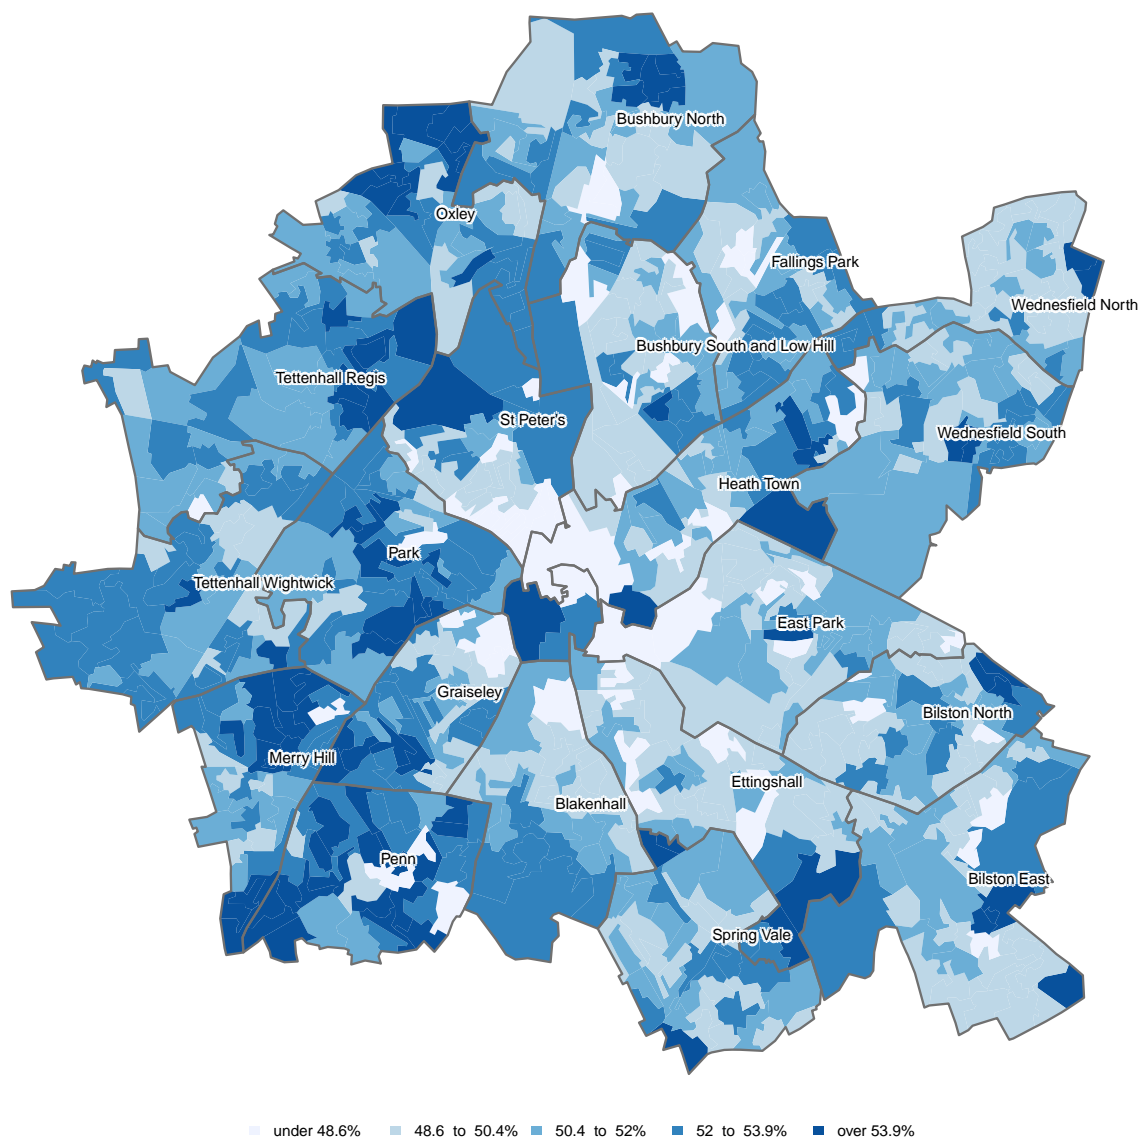 Bushbury North
Oxley
Fallings Park
Wednesfield North
Bushbury South and Low Hill
Tettenhall Regis
St Peter's
Wednesfield South
Heath Town
Park
Tettenhall Wightwick
East Park
Graiseley
Bilston North
Merry Hill
Ettingshall
Blakenhall
Penn
Bilston East
Spring Vale
under 48.6% 48.6 to 50.4% 50.4 to 52% 52 to 53.9% over 53.9%